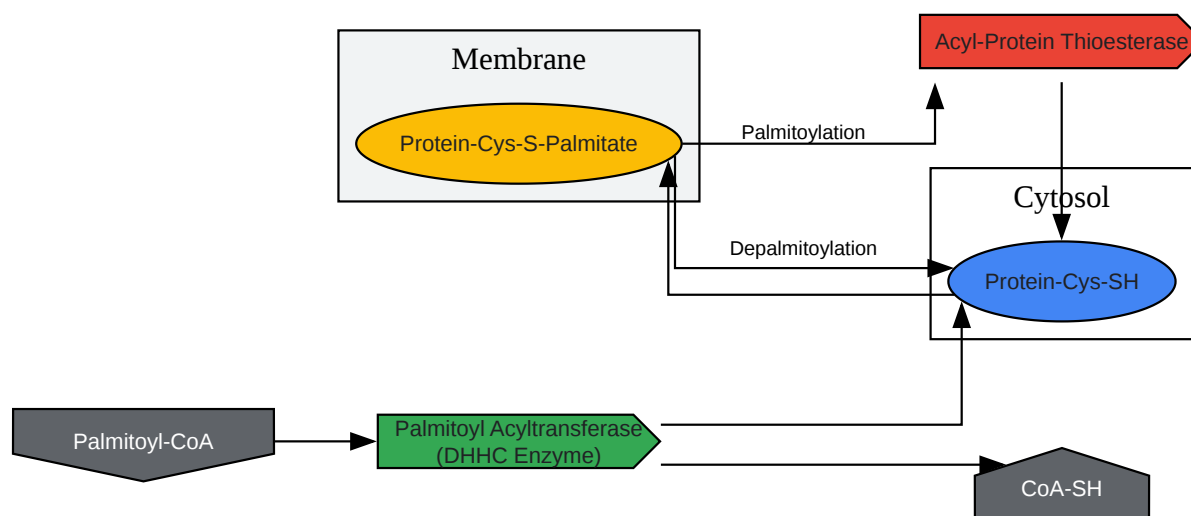 Acyl-Protein Thioesterase
Membrane
Protein-Cys-S-Palmitate
Palmitoylation
Cytosol
Depalmitoylation
Protein-Cys-SH
Palmitoyl-CoA
Palmitoyl Acyltransferase
(DHHC Enzyme)
CoA-SH